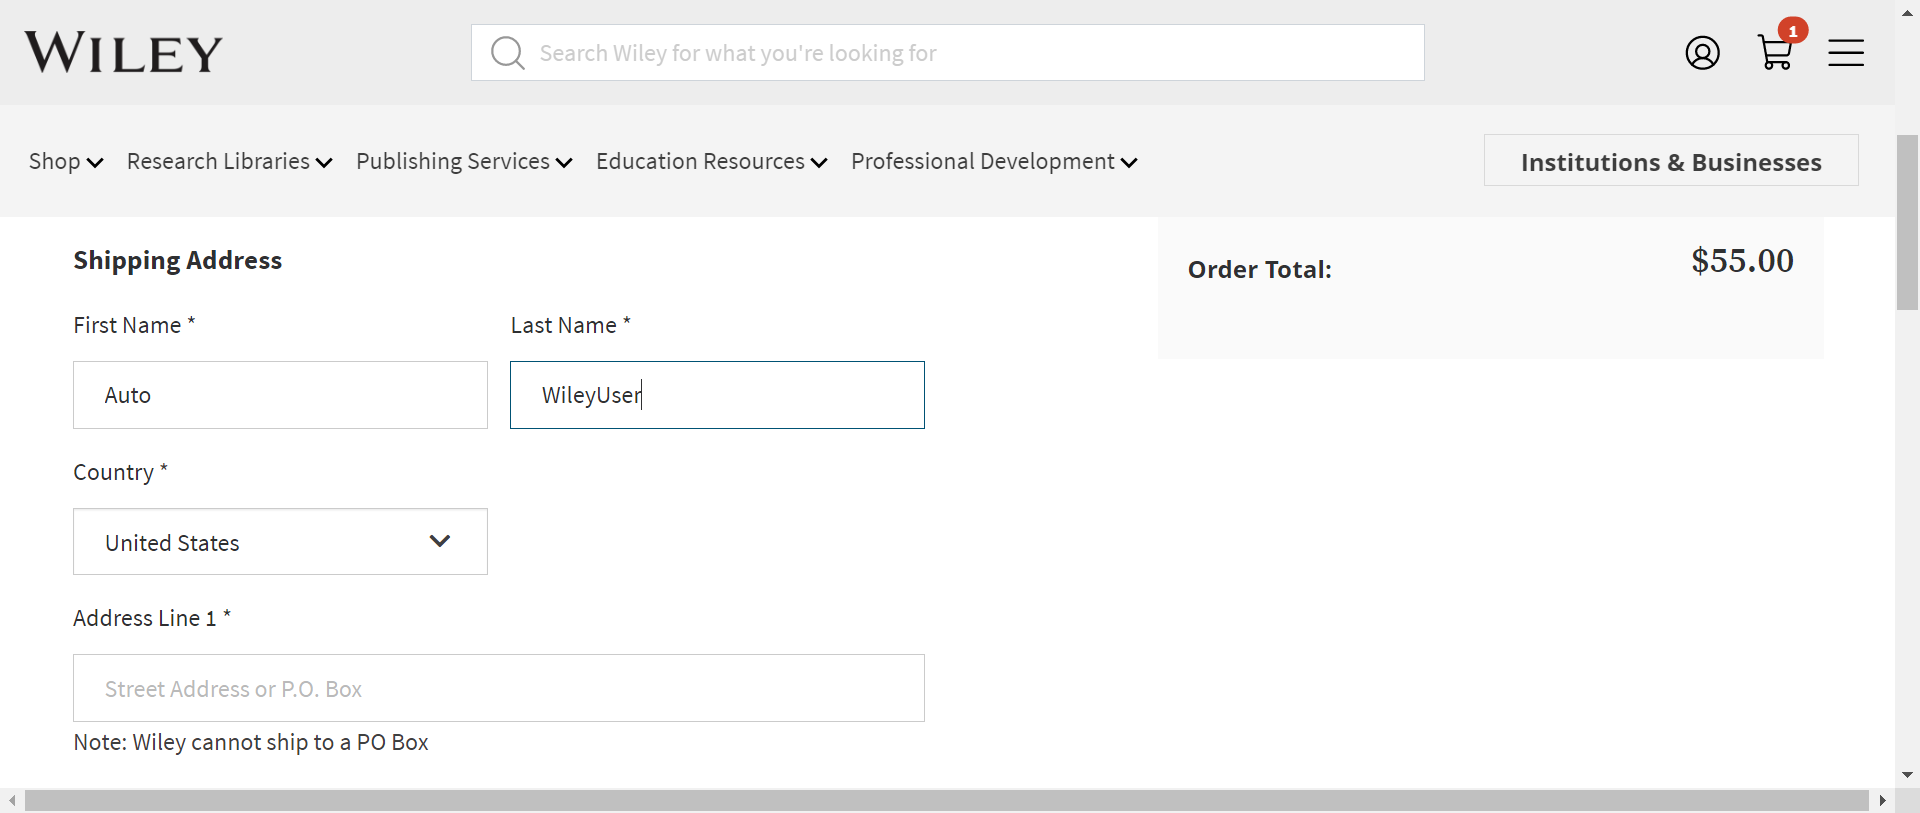 WILEY
Search Wiley for what you're looking for
1
Shop Research Libraries Publishing Services Education Resources Professional Development
Institutions & Businesses
Shipping Address
Order Total: $55.00
First Name * Last Name *
Auto WileyUser
Country *
United States
Address Line 1 *
Street Address or P.O. Box
Note: Wiley cannot ship to a PO Box